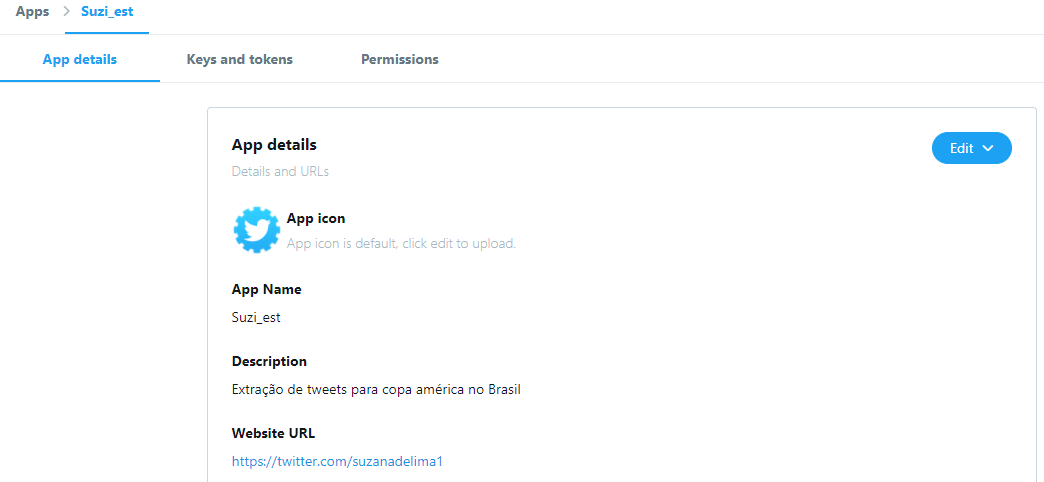 Apps > Suzi_est
App details Keys and tokens Permissions
App details
Edit
Details and URLs
App icon
App icon is default, click edit to upload.
App Name
Suzi_est
Description
Extração de tweets para copa américa no Brasil
Website URL
https://twitter.com/suzanadelima1